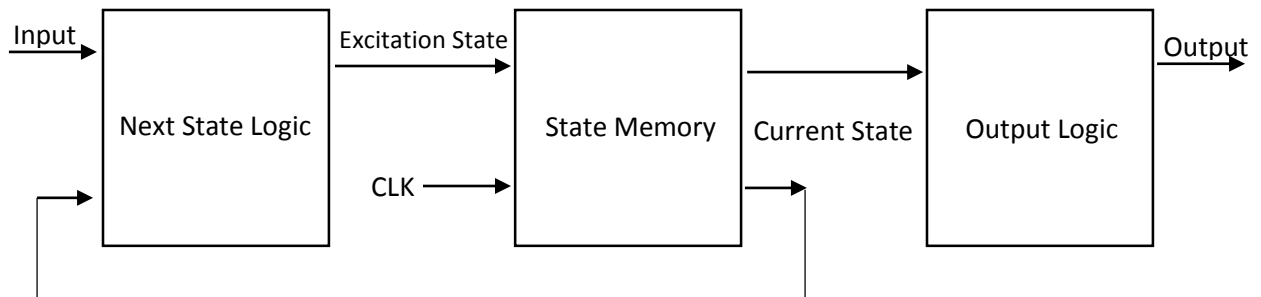 Input
Excitation State
Output
Next State Logic
State Memory
Current State
Output Logic
CLK